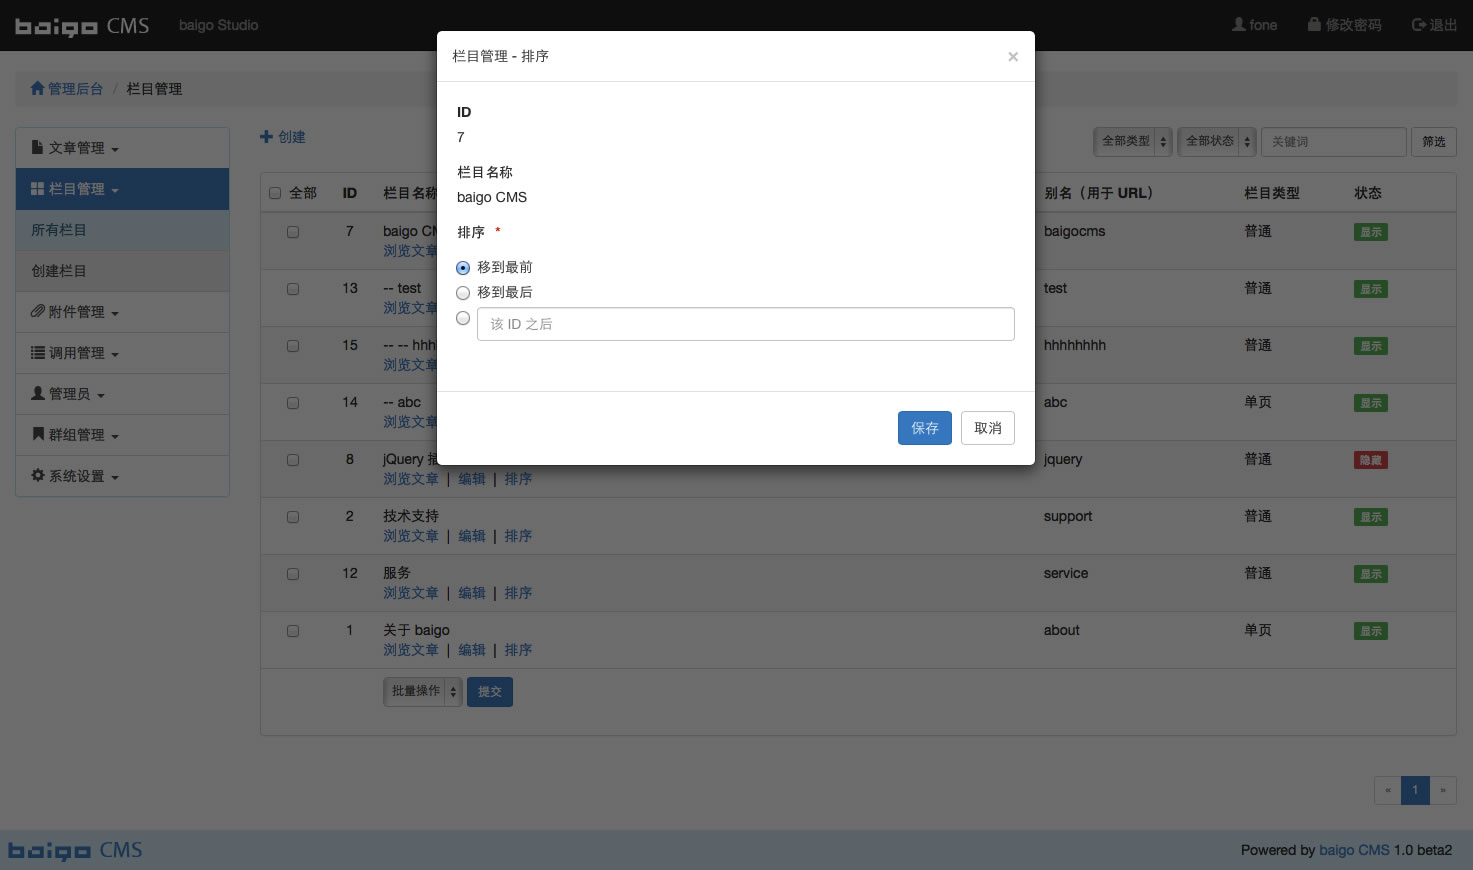 baigo CMS baigo Studio fone 修改密码 退出
栏目管理 - 排序 ×
管理后台 / 栏目管理
ID
7
栏目名称
baigo CMS
排序 *
移到最前
移到最后
该 ID 之后
保存 取消
文章管理
栏目管理
所有栏目
创建栏目
附件管理
调用管理
管理员
群组管理
系统设置
创建 全部类型 全部状态 关键词 筛选
全部 ID 栏目名称 别名（用于 URL） 栏目类型 状态
7 baigo baigocms 普通 显示
浏览文章
13 -- test test 普通 显示
浏览文章
15 -- -- hhh hhhhhhhh 普通 显示
浏览文章
14 -- abc abc 单页 显示
浏览文章
8 jQuery jquery 普通 隐藏
浏览文章 | 编辑 | 排序
2 技术支持 support 普通 显示
浏览文章 | 编辑 | 排序
12 服务 service 普通 显示
浏览文章 | 编辑 | 排序
1 关于 baigo about 单页 显示
浏览文章 | 编辑 | 排序
批量操作 提交
« 1 »
baigo CMS Powered by baigo CMS 1.0 beta2